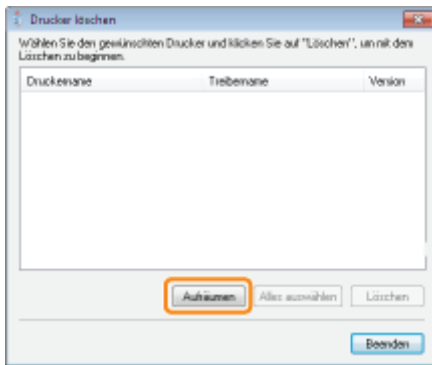 Drucker löschen
Wählen Sie den gewünschten Drucker und klicken Sie auf "Löschen", um mit dem
Löschen zu beginnen.
Druckername Treibername Version
Aufräumen Alles auswählen Löschen
Beenden